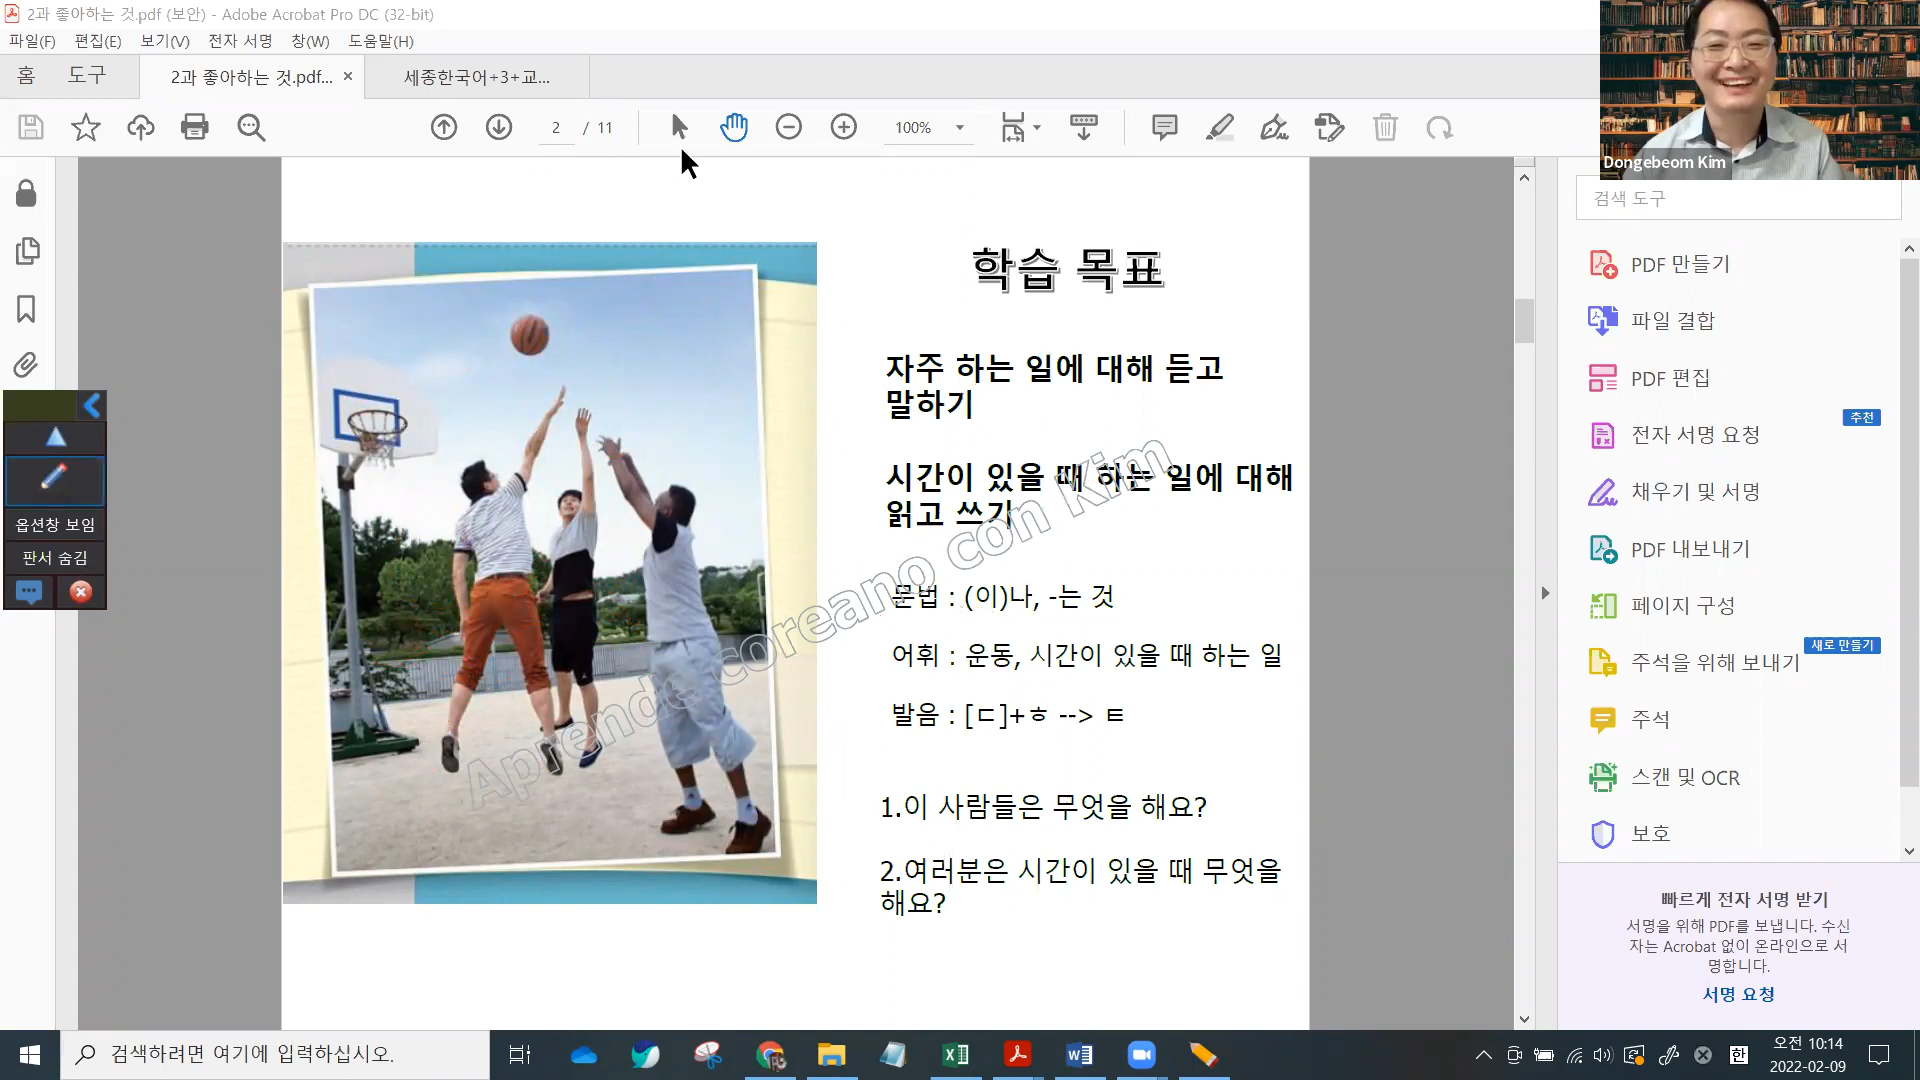 2과 좋아하는 것.pdf (보안) - Adobe Acrobat Pro DC (32-bit)
파일(F) 편집(E) 보기(V) 전자 서명 창(W) 도움말(H)
홈 도구 2과 좋아하는 것.pdf... × 세종한국어+3+교...
2 / 11 100%
Dongebeom Kim
검색 도구
학습 목표
자주 하는 일에 대해 듣고
말하기
시간이 있을 때 하는 일에 대해
읽고 쓰기
문법 : (이)나, -는 것
어휘 : 운동, 시간이 있을 때 하는 일
발음 : [ㄷ]+ㅎ --> ㅌ
1.이 사람들은 무엇을 해요?
2.여러분은 시간이 있을 때 무엇을
해요?
Aprende coreano con Kim
옵션창 보임
판서 숨김
PDF 만들기
파일 결합
PDF 편집
추천
전자 서명 요청
채우기 및 서명
PDF 내보내기
페이지 구성
새로 만들기
주석을 위해 보내기
주석
스캔 및 OCR
보호
빠르게 전자 서명 받기
서명을 위해 PDF를 보냅니다. 수신
자는 Acrobat 없이 온라인으로 서
명합니다.
서명 요청
검색하려면 여기에 입력하십시오.
한
오전 10:14
2022-02-09